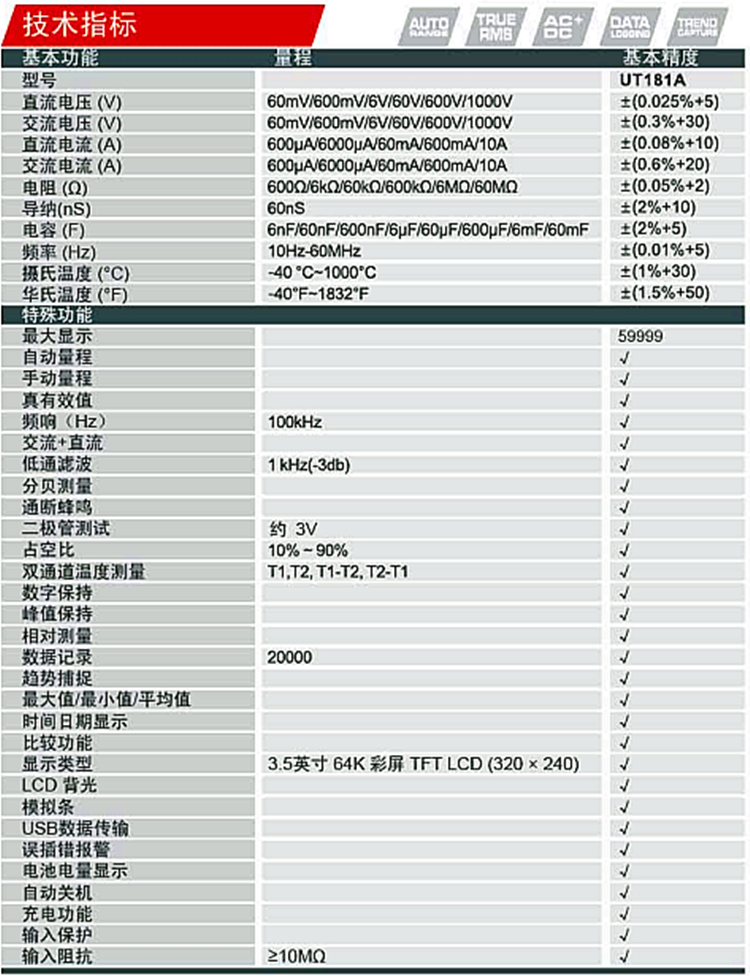 技术指标 AUTO RANGE TRUE RMS AC+DC DATA LOGGING TREND CAPTURE
基本功能 量程 基本精度
型号 UT181A
直流电压 (V) 60mV/600mV/6V/60V/600V/1000V ±(0.025%+5)
交流电压 (V) 60mV/600mV/6V/60V/600V/1000V ±(0.3%+30)
直流电流 (A) 600μA/6000μA/60mA/600mA/10A ±(0.08%+10)
交流电流 (A) 600μA/6000μA/60mA/600mA/10A ±(0.6%+20)
电阻 (Ω) 600Ω/6kΩ/60kΩ/600kΩ/6MΩ/60MΩ ±(0.05%+2)
导纳(nS) 60nS ±(2%+10)
电容 (F) 6nF/60nF/600nF/6μF/60μF/600μF/6mF/60mF ±(2%+5)
频率 (Hz) 10Hz-60MHz ±(0.01%+5)
摄氏温度 (°C) -40 °C~1000°C ±(1%+30)
华氏温度 (°F) -40°F~1832°F ±(1.5%+50)
特殊功能
最大显示 59999
自动量程 √
手动量程 √
真有效值 √
频响（Hz） 100kHz √
交流+直流 √
低通滤波 1 kHz(-3db) √
分贝测量 √
通断蜂鸣 √
二极管测试 约 3V √
占空比 10% ~ 90% √
双通道温度测量 T1,T2, T1-T2, T2-T1 √
数字保持 √
峰值保持 √
相对测量 √
数据记录 20000 √
趋势捕捉 √
最大值/最小值/平均值 √
时间日期显示 √
比较功能 √
显示类型 3.5英寸 64K 彩屏 TFT LCD (320 × 240) √
LCD 背光 √
模拟条 √
USB数据传输 √
误插错报警 √
电池电量显示 √
自动关机 √
充电功能 √
输入保护 √
输入阻抗 ≥10MΩ √